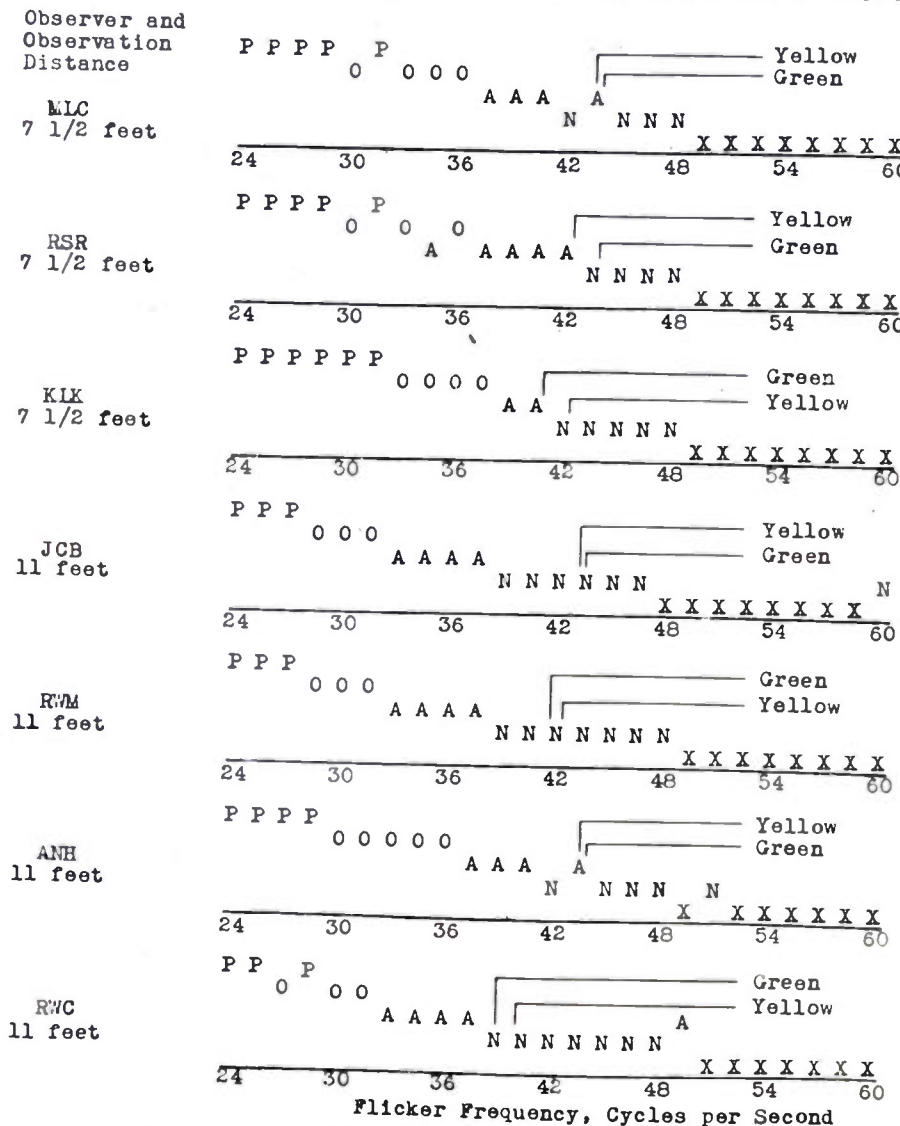 Observer and
Observation
Distance
P P P P P
Yellow
O O O O
Green
A A A A
MLC
N N N N
7 1/2 feet
X X X X X X X X
24 30 36 42 48 54 60
P P P P P
Yellow
O O O
RSR
A A A A A
Green
7 1/2 feet
N N N N
X X X X X X X X
24 30 36 42 48 54 60
P P P P P P
Green
O O O O
KLK
A A
Yellow
7 1/2 feet
N N N N N
X X X X X X X X
24 30 36 42 48 54 60
P P P
Yellow
O O O
JCB
Green
11 feet
A A A A
N N N N N N N
X X X X X X X X
24 30 36 42 48 54 60
P P P
Green
O O O
RWM
Yellow
11 feet
A A A A
N N N N N N N
X X X X X X X X
24 30 36 42 48 54 60
P P P P
Yellow
O O O O O
ANH
Green
11 feet
A A A A
N N N N N
X X X X X X X
24 30 36 42 48 54 60
P P P
Green
O O O
RWC
Yellow
11 feet
A A A A A
N N N N N N N
X X X X X X X
24 30 36 42 48 54 60
Flicker Frequency, Cycles per Second